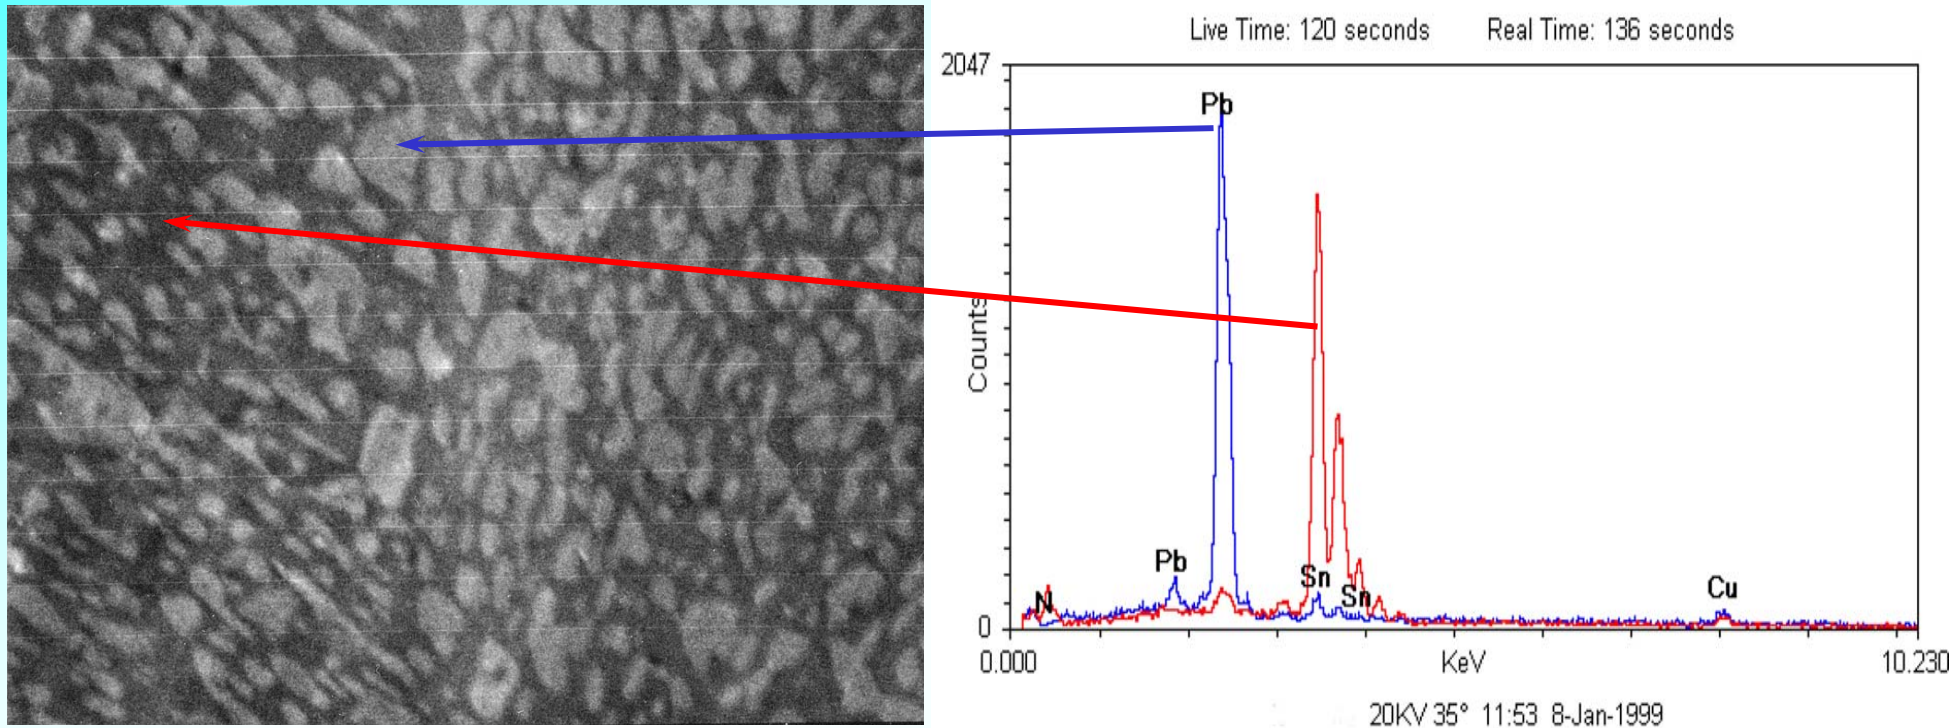 Live Time: 120 seconds Real Time: 136 seconds
2047
Pb
Counts
Pb
Sn
Sn
Cu
N
0
0.000
KeV
10.230
20KV 35° 11:53 8-Jan-1999